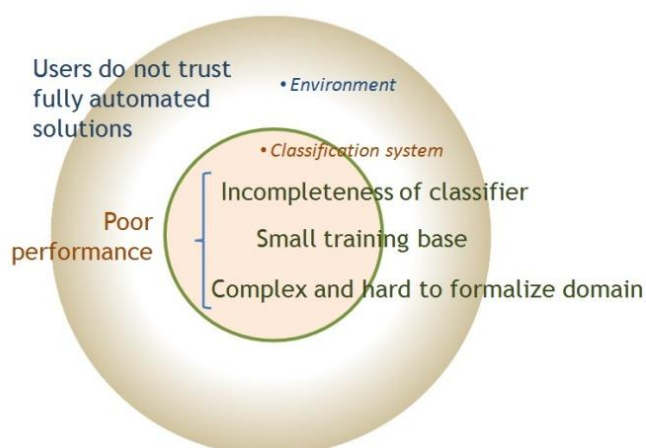 Users do not trust
fully automated
solutions
• Environment
• Classification system
Incompleteness of classifier
Poor
performance
Small training base
Complex and hard to formalize domain